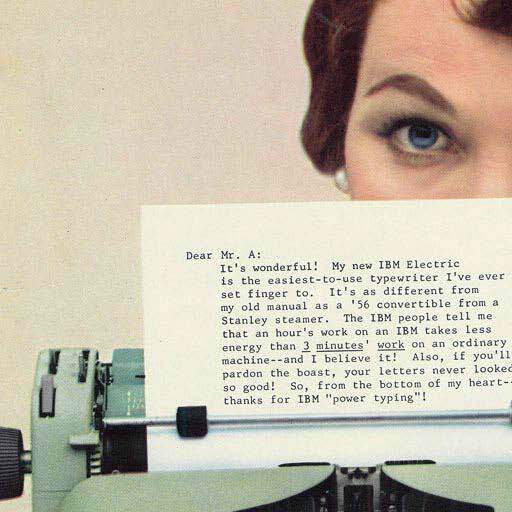 Dear Mr. A:
It's wonderful! My new IBM Electric
is the easiest-to-use typewriter I've ever
set finger to. It's as different from
my old manual as a '56 convertible from a
Stanley steamer. The IBM people tell me
that an hour's work on an IBM takes less
energy than 3 minutes' work on an ordinary
machine--and I believe it! Also, if you'll
pardon the boast, your letters never looked
so good! So, from the bottom of my heart--
thanks for IBM "power typing"!